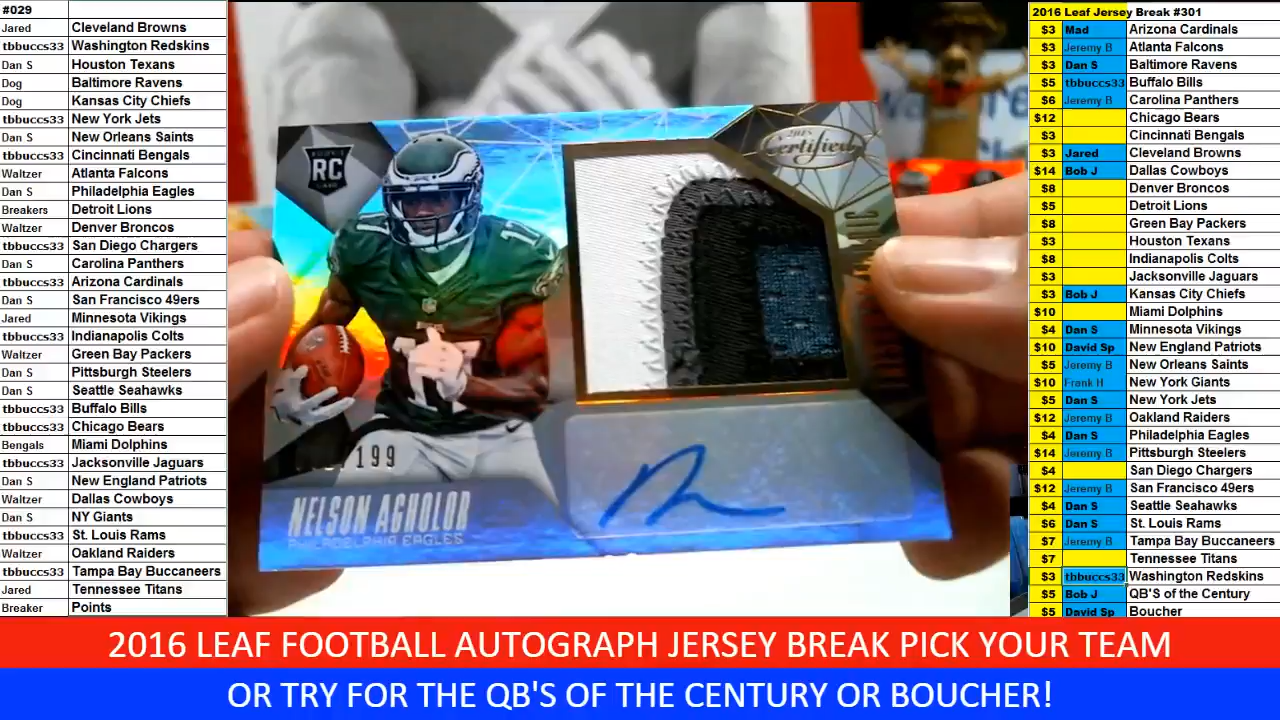 #029
Jared Cleveland Browns
tbbuccs33 Washington Redskins
Dan S Houston Texans
Dog Baltimore Ravens
Dog Kansas City Chiefs
tbbuccs33 New York Jets
Dan S New Orleans Saints
tbbuccs33 Cincinnati Bengals
Waltzer Atlanta Falcons
Dan S Philadelphia Eagles
Breakers Detroit Lions
Waltzer Denver Broncos
tbbuccs33 San Diego Chargers
Dan S Carolina Panthers
tbbuccs33 Arizona Cardinals
Dan S San Francisco 49ers
Jared Minnesota Vikings
tbbuccs33 Indianapolis Colts
Waltzer Green Bay Packers
Dan S Pittsburgh Steelers
Dan S Seattle Seahawks
tbbuccs33 Buffalo Bills
tbbuccs33 Chicago Bears
Bengals Miami Dolphins
tbbuccs33 Jacksonville Jaguars
Dan S New England Patriots
Waltzer Dallas Cowboys
Dan S NY Giants
tbbuccs33 St. Louis Rams
Waltzer Oakland Raiders
tbbuccs33 Tampa Bay Buccaneers
Jared Tennessee Titans
Breaker Points
RC
2015
Certified
11
/199
NELSON AGHOLOR
PHILADELPHIA EAGLES
2016 Leaf Jersey Break #301
$3 Mad Arizona Cardinals
$3 Jeremy B Atlanta Falcons
$3 Dan S Baltimore Ravens
$5 tbbuccs33 Buffalo Bills
$6 Jeremy B Carolina Panthers
$12 Chicago Bears
$3 Cincinnati Bengals
$3 Jared Cleveland Browns
$14 Bob J Dallas Cowboys
$8 Denver Broncos
$5 Detroit Lions
$8 Green Bay Packers
$3 Houston Texans
$8 Indianapolis Colts
$3 Jacksonville Jaguars
$3 Bob J Kansas City Chiefs
$10 Miami Dolphins
$4 Dan S Minnesota Vikings
$10 David Sp New England Patriots
$5 Jeremy B New Orleans Saints
$10 Frank H New York Giants
$5 Dan S New York Jets
$12 Jeremy B Oakland Raiders
$4 Dan S Philadelphia Eagles
$14 Jeremy B Pittsburgh Steelers
$4 San Diego Chargers
$12 Jeremy B San Francisco 49ers
$4 Dan S Seattle Seahawks
$6 Dan S St. Louis Rams
$7 Jeremy B Tampa Bay Buccaneers
$7 Tennessee Titans
$3 tbbuccs33 Washington Redskins
$5 Bob J QB'S of the Century
$5 David Sp Boucher
2016 LEAF FOOTBALL AUTOGRAPH JERSEY BREAK PICK YOUR TEAM
OR TRY FOR THE QB'S OF THE CENTURY OR BOUCHER!